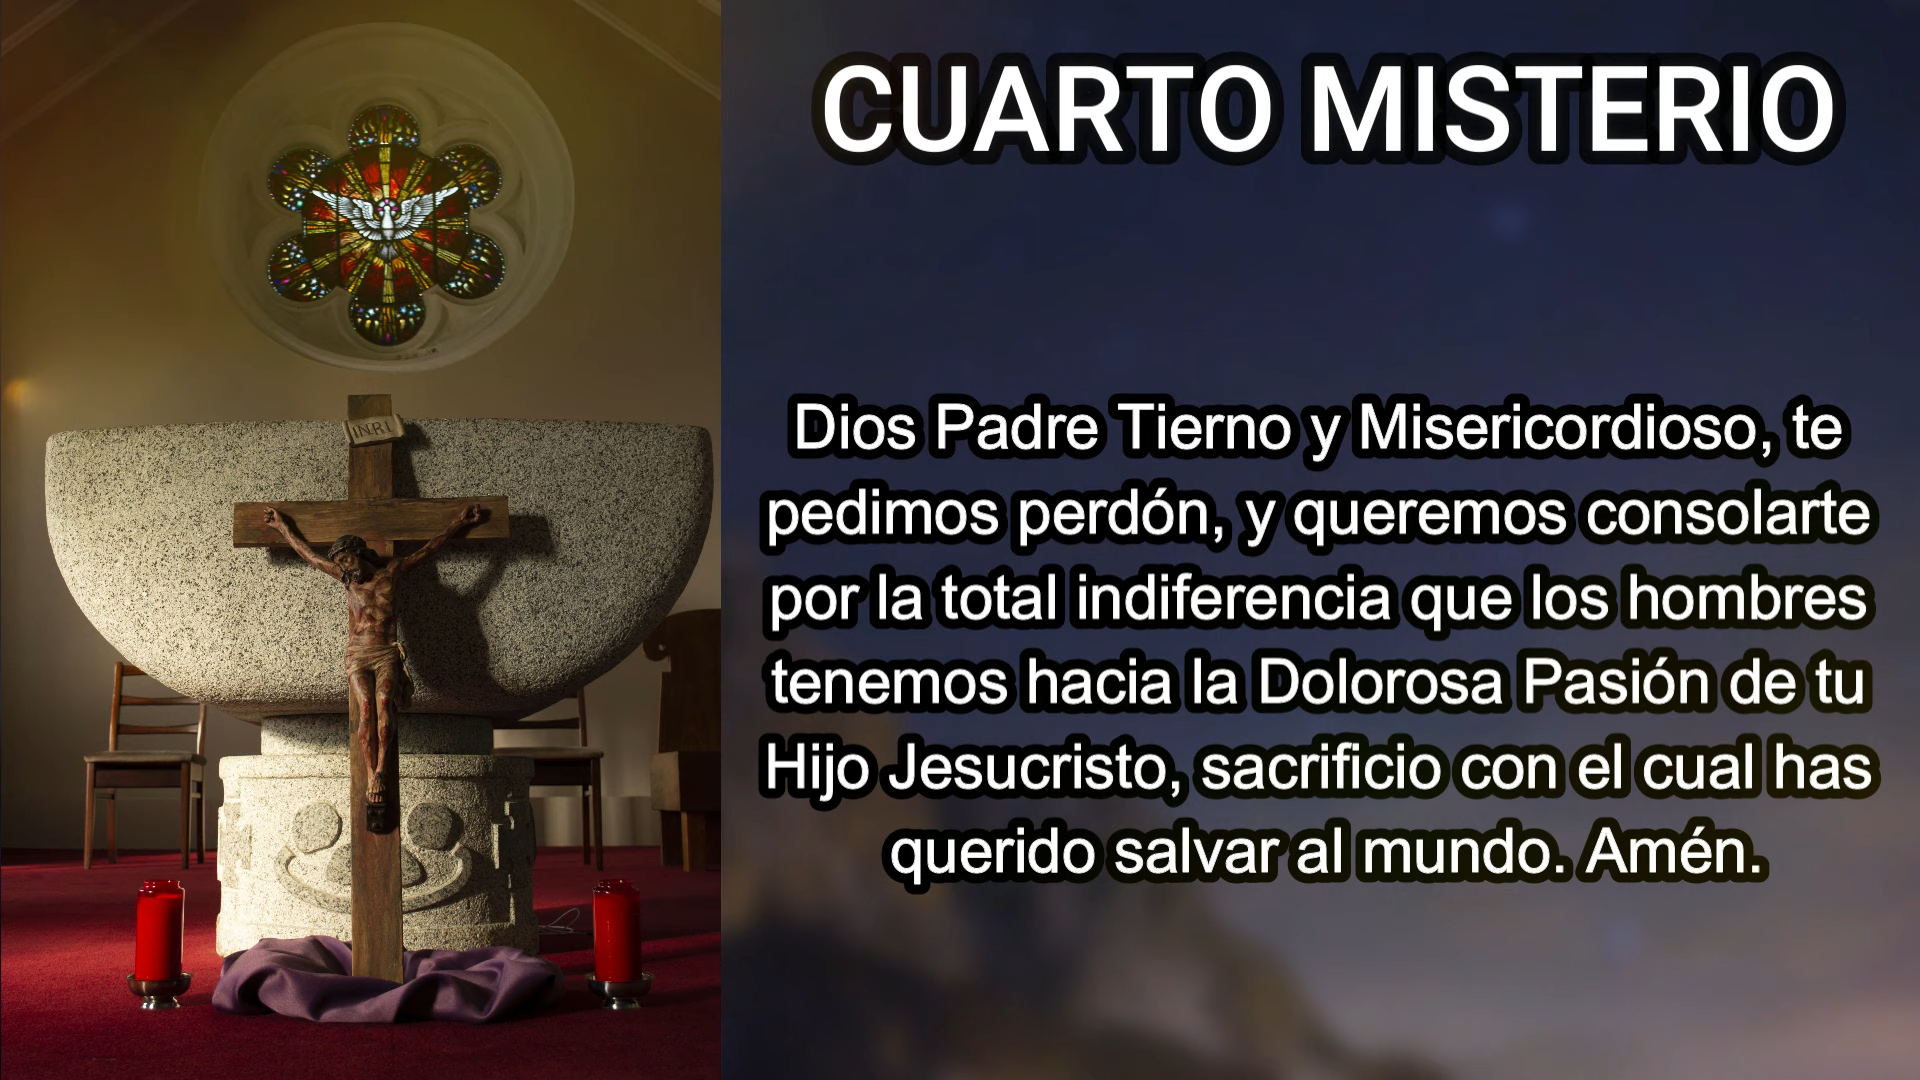 CUARTO MISTERIO
Dios Padre Tierno y Misericordioso, te
pedimos perdón, y queremos consolarte
por la total indiferencia que los hombres
tenemos hacia la Dolorosa Pasión de tu
Hijo Jesucristo, sacrificio con el cual has
querido salvar al mundo. Amén.
INRI